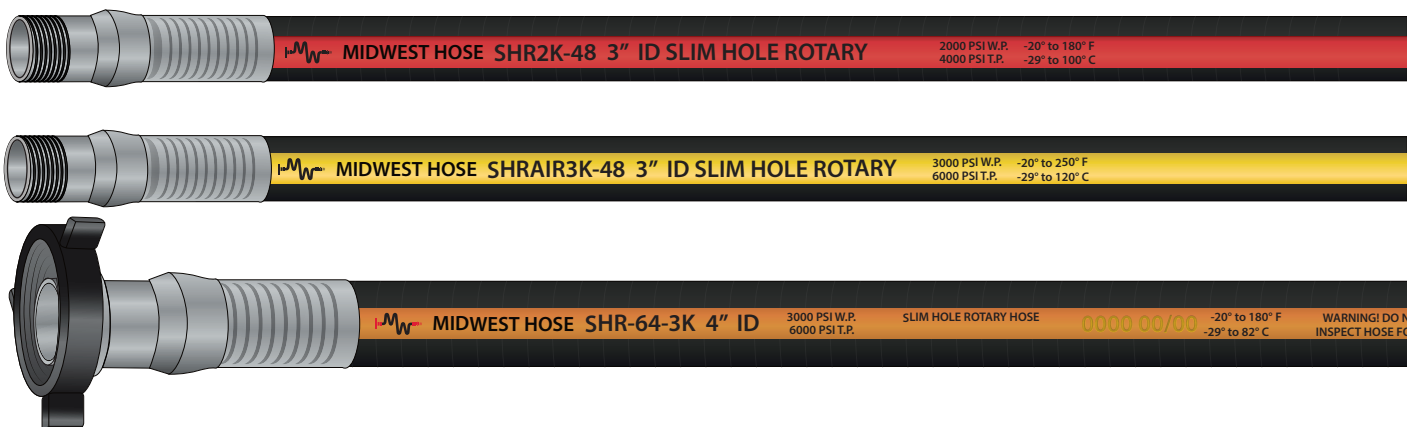 MIDWEST HOSE SHR2K-48 3" ID SLIM HOLE ROTARY
2000 PSI W.P. -20° to 180° F
4000 PSI T.P. -29° to 100° C
MIDWEST HOSE SHRAIR3K-48 3" ID SLIM HOLE ROTARY
3000 PSI W.P. -20° to 250° F
6000 PSI T.P. -29° to 120° C
MIDWEST HOSE SHR-64-3K 4" ID
3000 PSI W.P.
6000 PSI T.P.
SLIM HOLE ROTARY HOSE
0000 00/00
-20° to 180° F
-29° to 82° C
WARNING! DO N
INSPECT HOSE FO